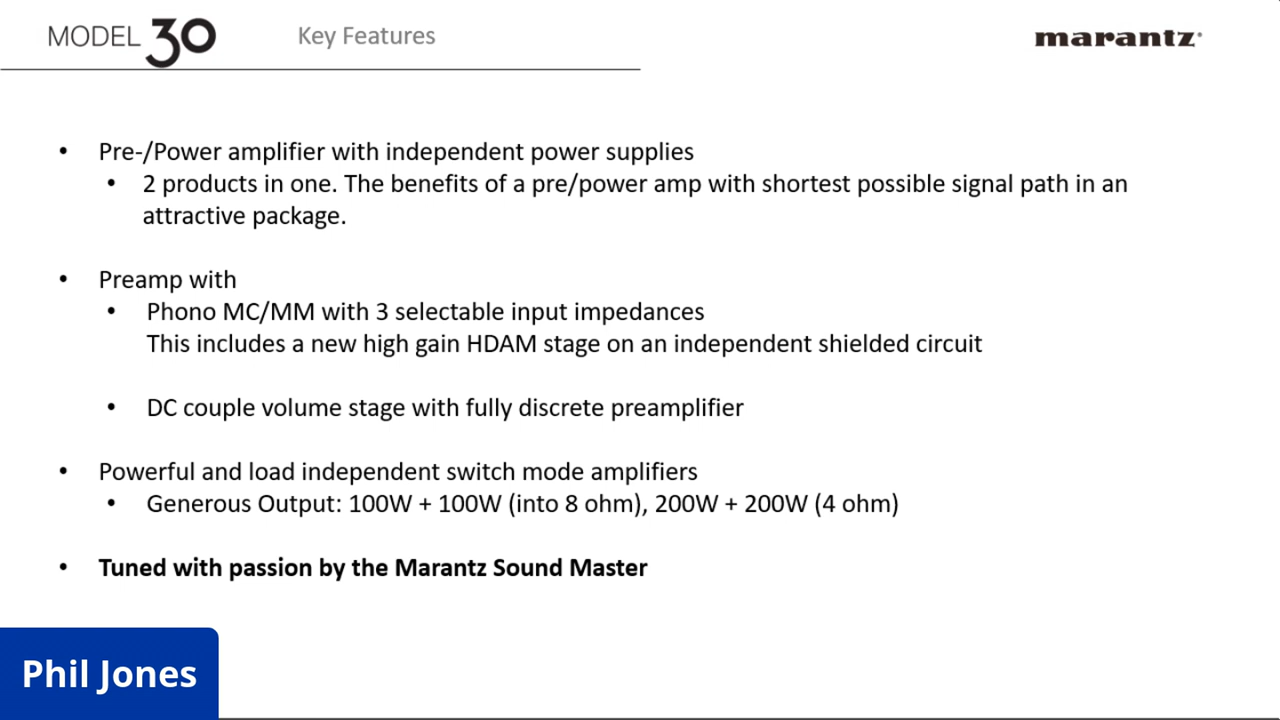 MODEL 30 Key Features marantz
• Pre-/Power amplifier with independent power supplies
• 2 products in one. The benefits of a pre/power amp with shortest possible signal path in an
attractive package.
• Preamp with
• Phono MC/MM with 3 selectable input impedances
This includes a new high gain HDAM stage on an independent shielded circuit
• DC couple volume stage with fully discrete preamplifier
• Powerful and load independent switch mode amplifiers
• Generous Output: 100W + 100W (into 8 ohm), 200W + 200W (4 ohm)
• Tuned with passion by the Marantz Sound Master
Phil Jones